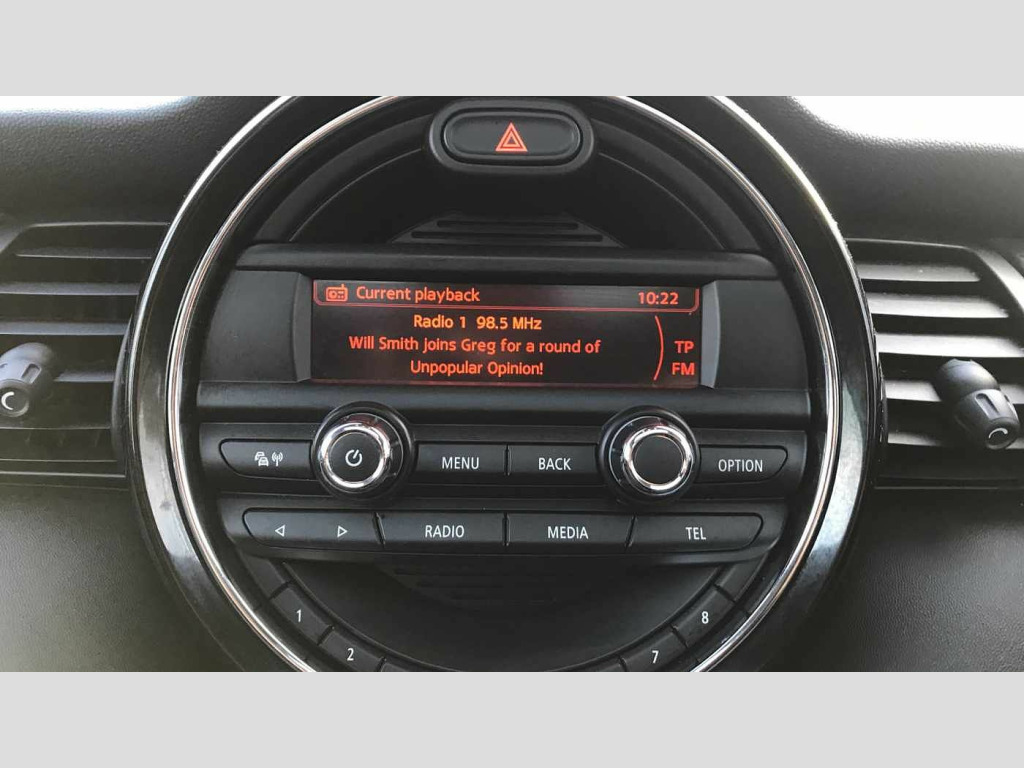 Current playback 10:22
Radio 1 98.5 MHz
Will Smith joins Greg for a round of TP
Unpopular Opinion! FM
MENU BACK OPTION
RADIO MEDIA TEL
1 8
2 7